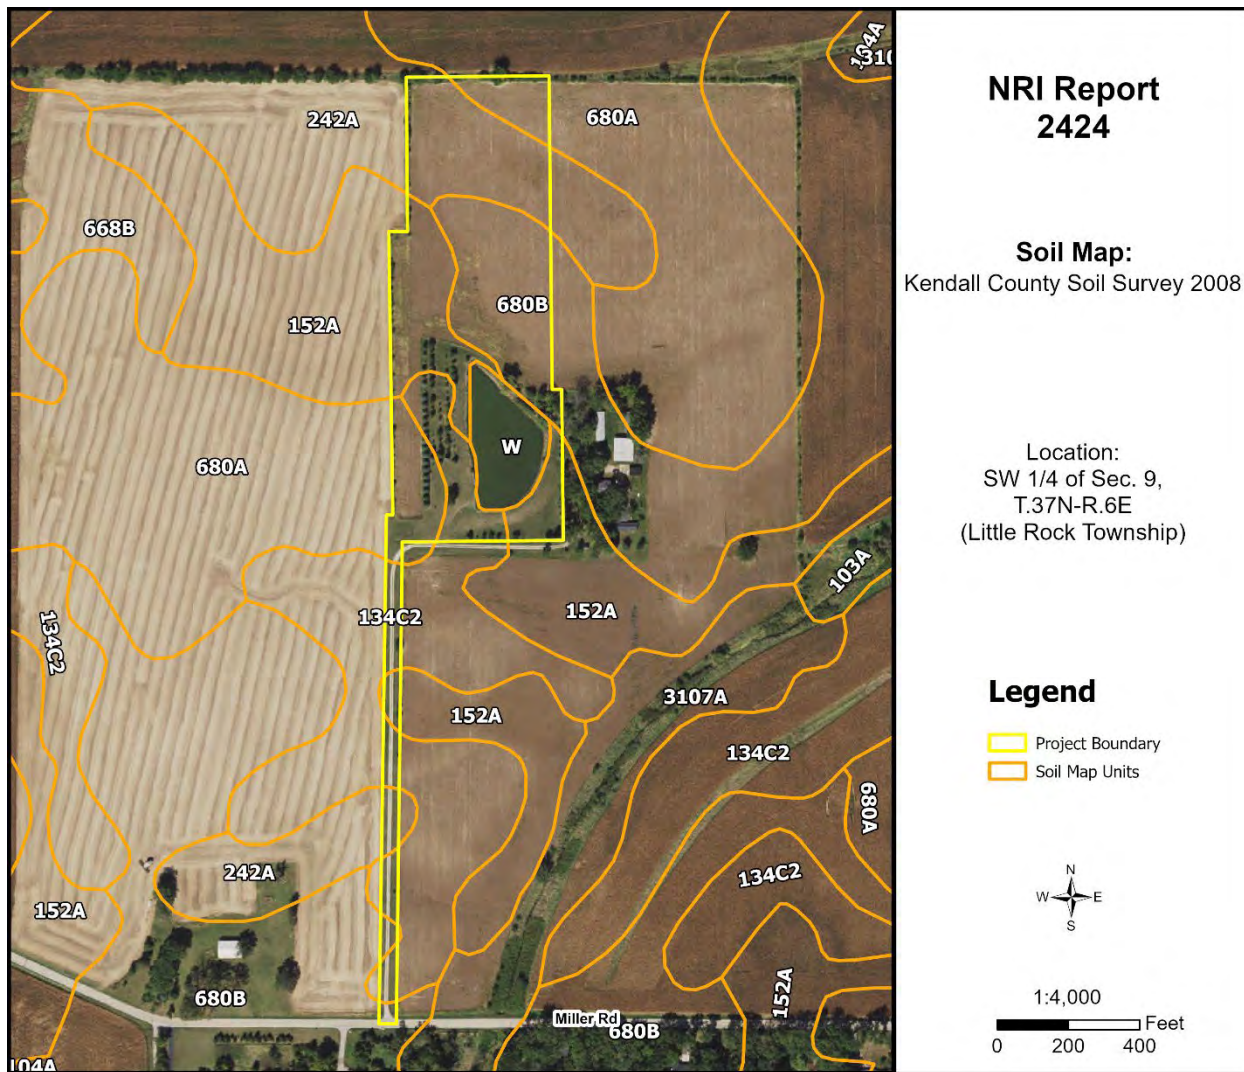 104A
310
242A
680A
668B
680B
152A
W
680A
103A
134C2
152A
134C2
152A
3107A
134C2
680A
242A
134C2
152A
152A
680B
Miller Rd
680B
104A
NRI Report
2424
Soil Map:
Kendall County Soil Survey 2008
Location:
SW 1/4 of Sec. 9,
T.37N-R.6E
(Little Rock Township)
Legend
Project Boundary
Soil Map Units
N
W E
S
1:4,000
Feet
0 200 400